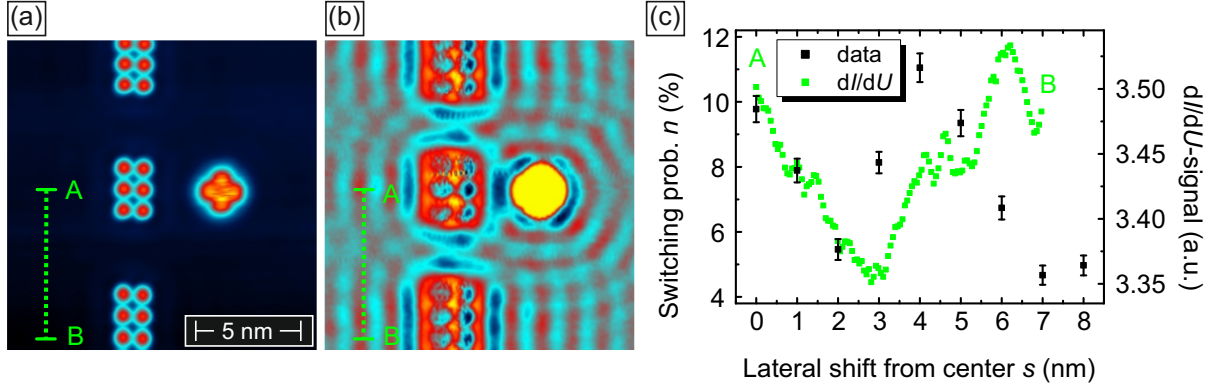 (a)
A
B
5 nm
(b)
A
B
(c)
Switching prob. n (%)
12
10
8
6
4
A
data
dI/dU
B
3.50
3.45
3.40
3.35
dI/dU-signal (a.u.)
0 1 2 3 4 5 6 7 8
Lateral shift from center s (nm)